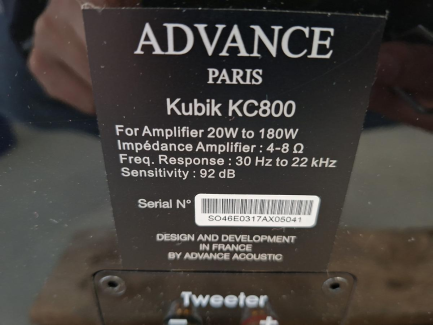 ADVANCE
PARIS
Kubik KC800
For Amplifier 20W to 180W
Impédance Amplifier : 4-8 Ω
Freq. Response : 30 Hz to 22 kHz
Sensitivity : 92 dB
Serial N°
SO46E0317AX05041
DESIGN AND DEVELOPMENT
IN FRANCE
BY ADVANCE ACOUSTIC
Tweeter
- +